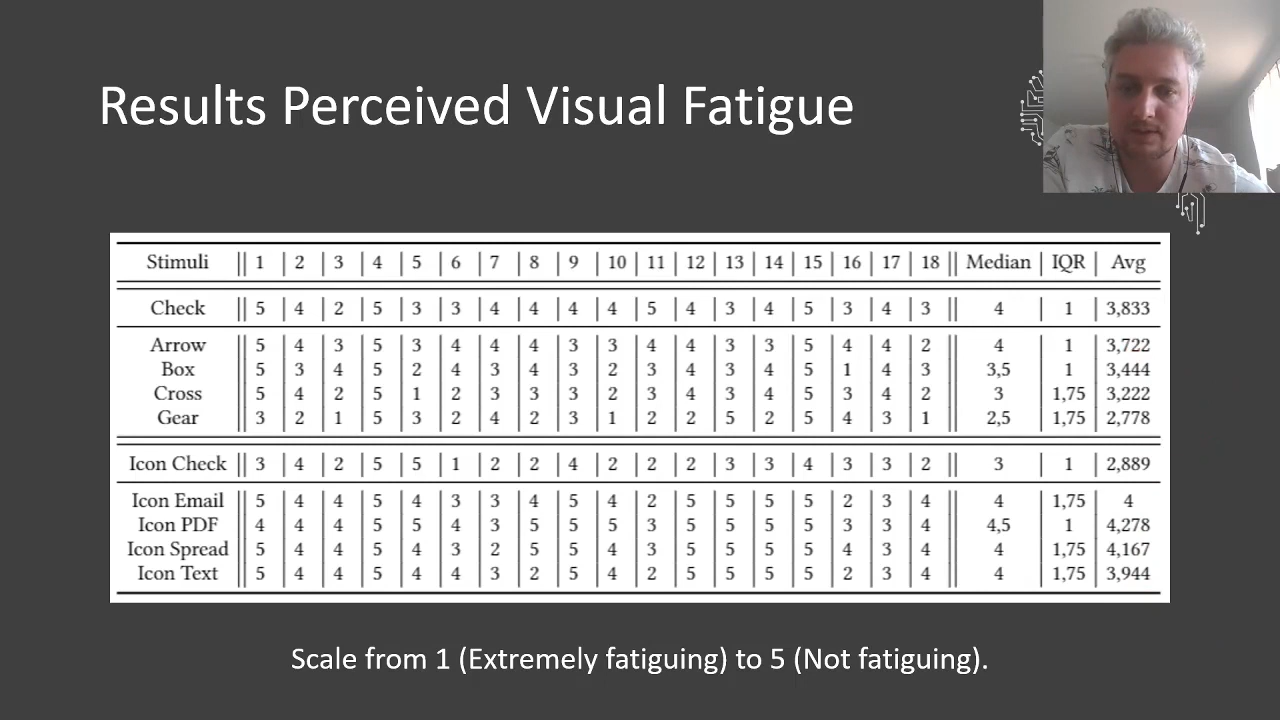 Results Perceived Visual Fatigue
Stimuli 1 2 3 4 5 6 7 8 9 10 11 12 13 14 15 16 17 18 Median IQR Avg
Check 5 4 2 5 3 3 4 4 4 4 5 4 3 4 5 3 4 3 4 1 3,833
Arrow 5 4 3 5 3 4 4 4 3 3 4 4 3 3 5 4 4 2 4 1 3,722
Box 5 3 4 5 2 4 3 4 3 2 3 4 3 4 5 1 4 3 3,5 1 3,444
Cross 5 4 2 5 1 2 3 3 3 2 3 4 3 4 5 3 4 2 3 1,75 3,222
Gear 3 2 1 5 3 2 4 2 3 1 2 2 5 2 5 4 3 1 2,5 1,75 2,778
Icon Check 3 4 2 5 5 1 2 2 4 2 2 2 3 3 4 3 3 2 3 1 2,889
Icon Email 5 4 4 5 4 3 3 4 5 4 2 5 5 5 5 2 3 4 4 1,75 4
Icon PDF 4 4 4 5 5 4 3 5 5 5 3 5 5 5 5 3 3 4 4,5 1 4,278
Icon Spread 5 4 4 5 4 3 2 5 5 4 3 5 5 5 5 4 3 4 4 1,75 4,167
Icon Text 5 4 4 5 4 4 3 2 5 4 2 5 5 5 5 2 3 4 4 1,75 3,944
Scale from 1 (Extremely fatiguing) to 5 (Not fatiguing).